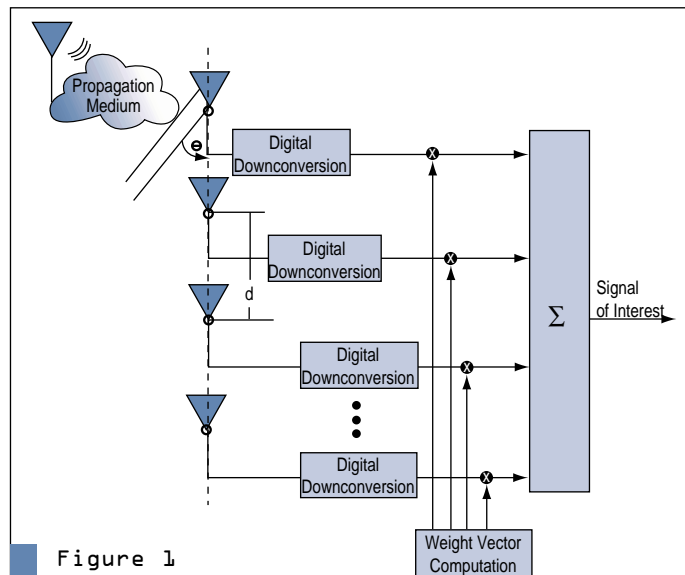 Propagation
Medium
ɵ
Digital
Downconversion
X
Digital
Downconversion
X
d
Σ
Signal
of Interest
Digital
Downconversion
X
Digital
Downconversion
X
Weight Vector
Computation
Figure 1